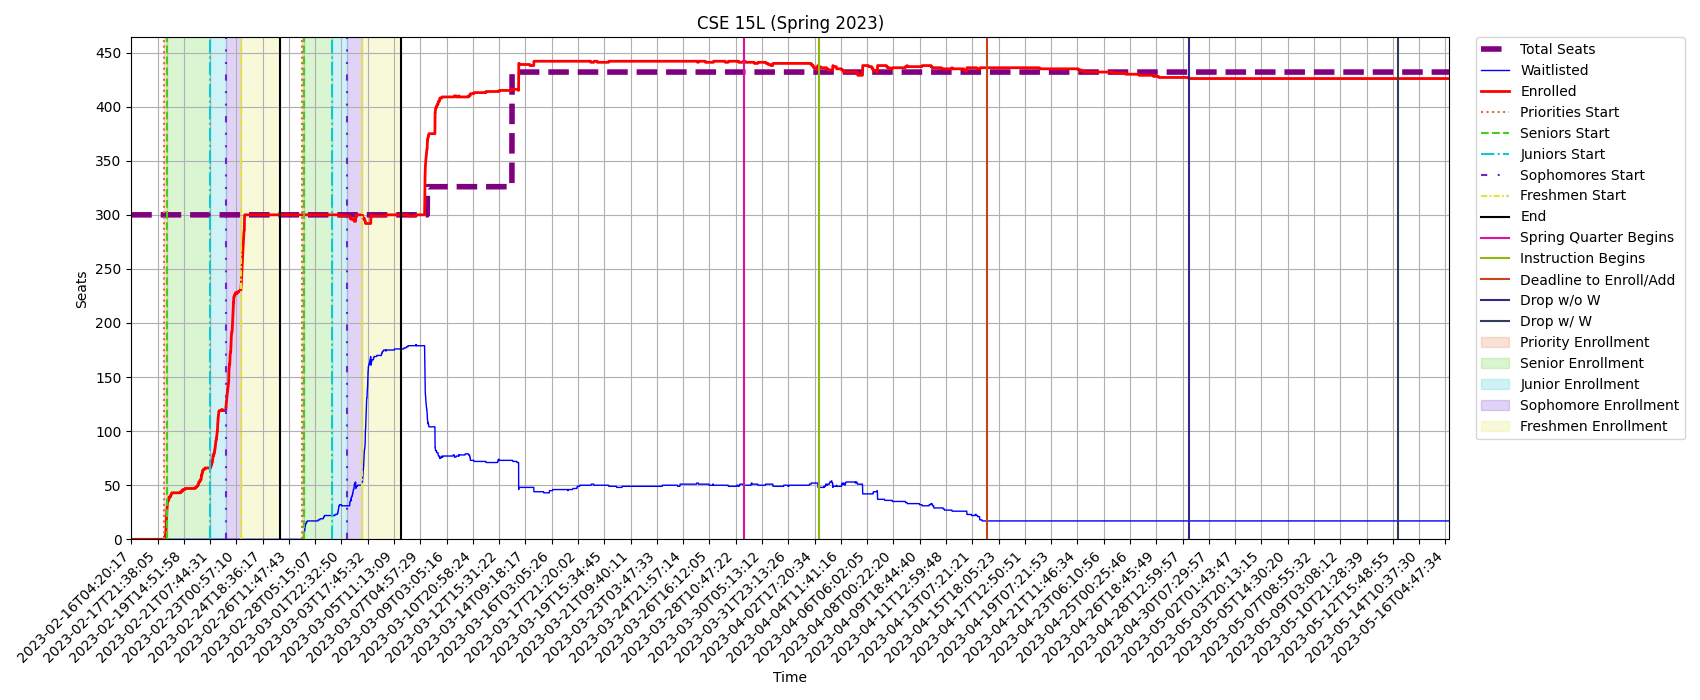 CSE 15L (Spring 2023)
Seats
450
400
350
300
250
200
150
100
50
0
2023-02-16T04:20:17
2023-02-17T21:38:05
2023-02-19T14:51:58
2023-02-21T07:44:31
2023-02-23T00:57:10
2023-02-24T18:36:17
2023-02-26T11:47:43
2023-02-28T05:15:07
2023-03-01T22:32:50
2023-03-03T17:45:32
2023-03-05T11:13:09
2023-03-07T04:57:29
2023-03-09T03:05:16
2023-03-10T20:58:24
2023-03-12T15:31:22
2023-03-14T09:18:17
2023-03-16T03:05:26
2023-03-17T21:20:02
2023-03-19T15:34:45
2023-03-21T09:40:11
2023-03-23T03:47:33
2023-03-24T21:57:14
2023-03-26T16:12:05
2023-03-28T10:47:22
2023-03-30T05:13:12
2023-03-31T23:13:26
2023-04-02T17:20:34
2023-04-04T11:41:16
2023-04-06T06:02:05
2023-04-08T00:22:20
2023-04-09T18:44:40
2023-04-11T12:59:48
2023-04-13T07:21:21
2023-04-15T18:05:23
2023-04-17T12:50:51
2023-04-19T07:21:53
2023-04-21T11:46:34
2023-04-23T06:10:56
2023-04-25T00:25:46
2023-04-26T18:45:49
2023-04-28T12:59:57
2023-04-30T07:29:57
2023-05-02T01:43:47
2023-05-03T20:13:15
2023-05-05T14:30:20
2023-05-07T08:55:32
2023-05-09T03:08:12
2023-05-10T21:28:39
2023-05-12T15:48:55
2023-05-14T10:37:30
2023-05-16T04:47:34
Time
Total Seats
Waitlisted
Enrolled
Priorities Start
Seniors Start
Juniors Start
Sophomores Start
Freshmen Start
End
Spring Quarter Begins
Instruction Begins
Deadline to Enroll/Add
Drop w/o W
Drop w/ W
Priority Enrollment
Senior Enrollment
Junior Enrollment
Sophomore Enrollment
Freshmen Enrollment